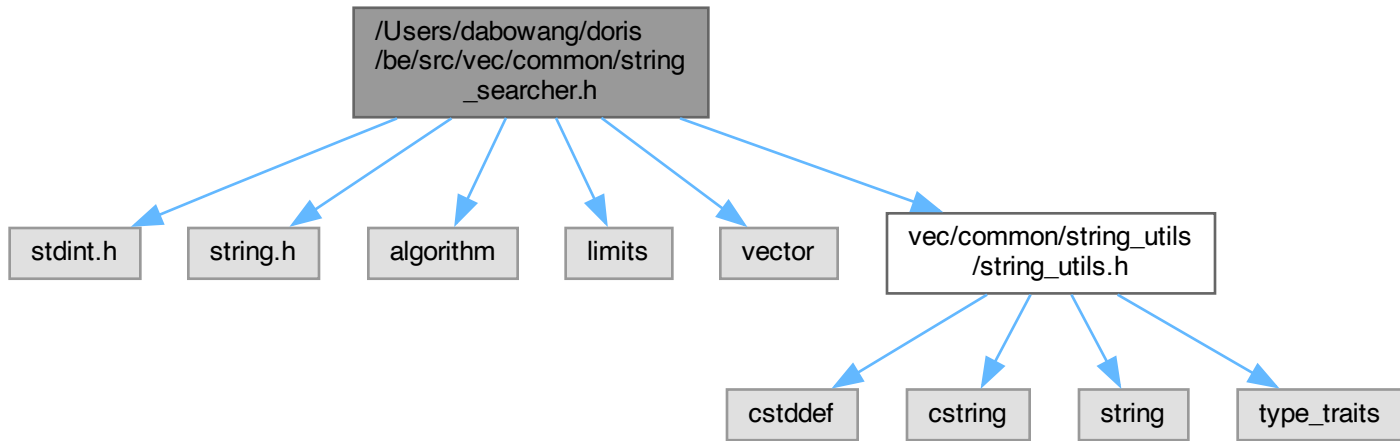 /Users/dabowang/doris
/be/src/vec/common/string
_searcher.h
stdint.h
string.h
algorithm
limits
vector
vec/common/string_utils
/string_utils.h
cstddef
cstring
string
type_traits